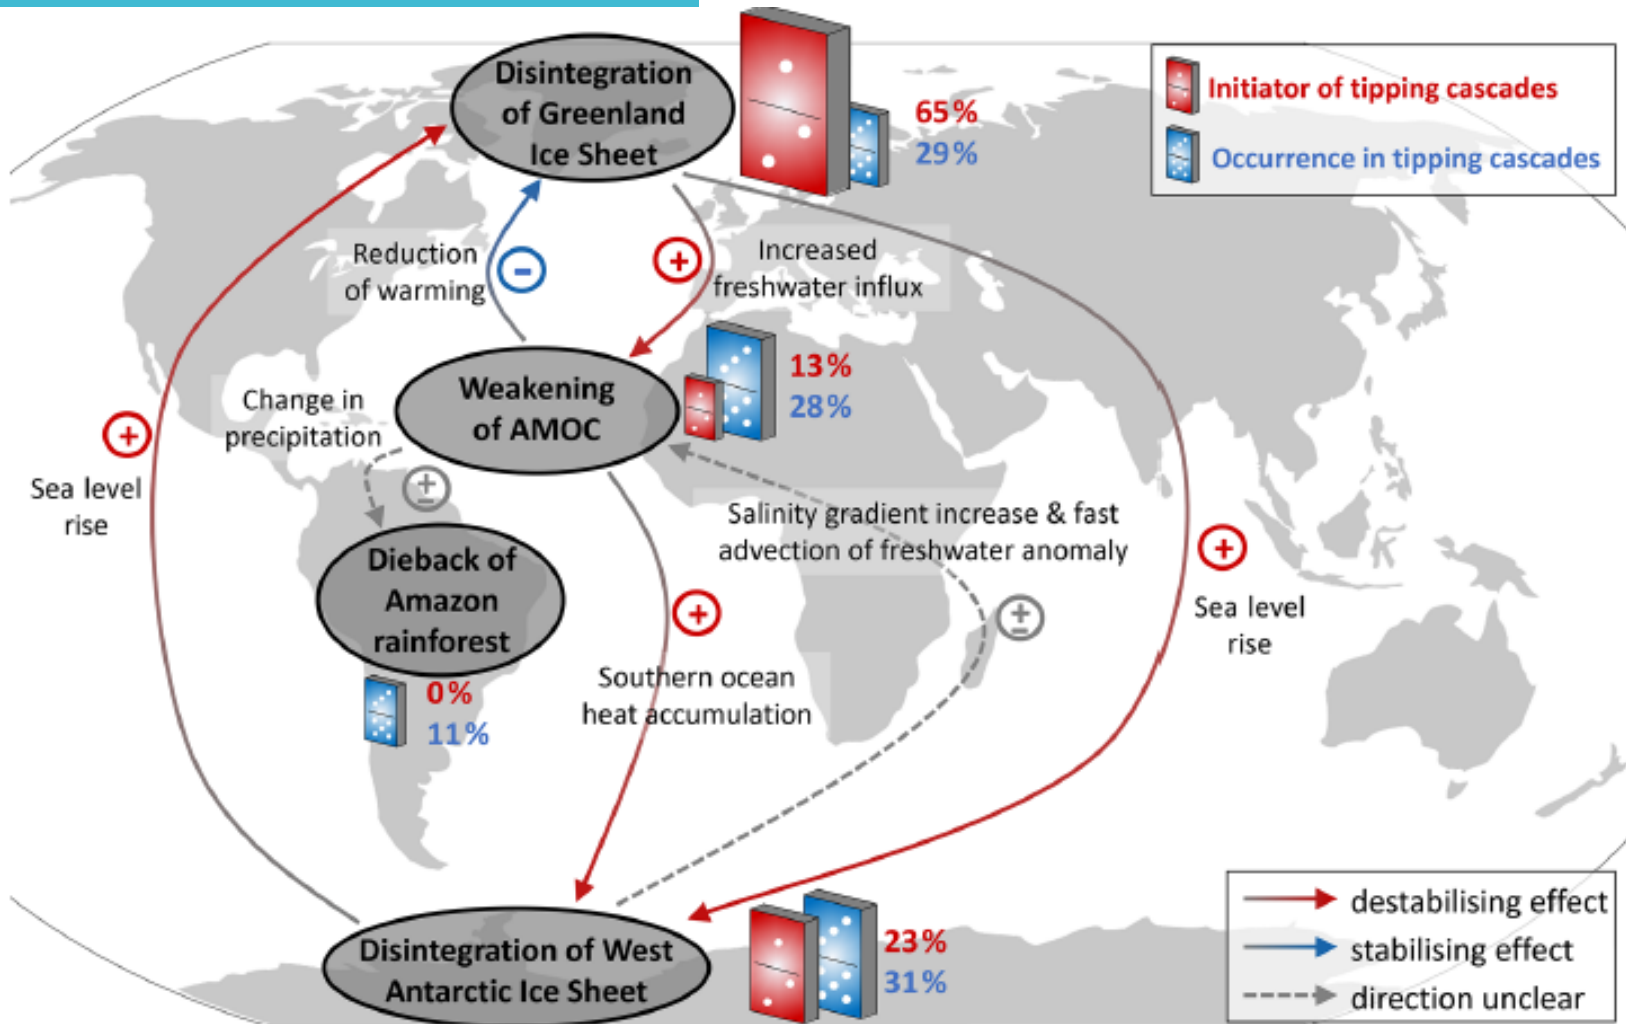 Disintegration
of Greenland
Ice Sheet
65%
29%
Initiator of tipping cascades
Occurrence in tipping cascades
Reduction
of warming
−
+
Increased
freshwater influx
Weakening
of AMOC
13%
28%
Change in
precipitation
±
+
Sea level
rise
Salinity gradient increase & fast
advection of freshwater anomaly
Dieback of
Amazon
rainforest
0%
11%
+
Southern ocean
heat accumulation
±
+
Sea level
rise
Disintegration of West
Antarctic Ice Sheet
23%
31%
destabilising effect
stabilising effect
direction unclear